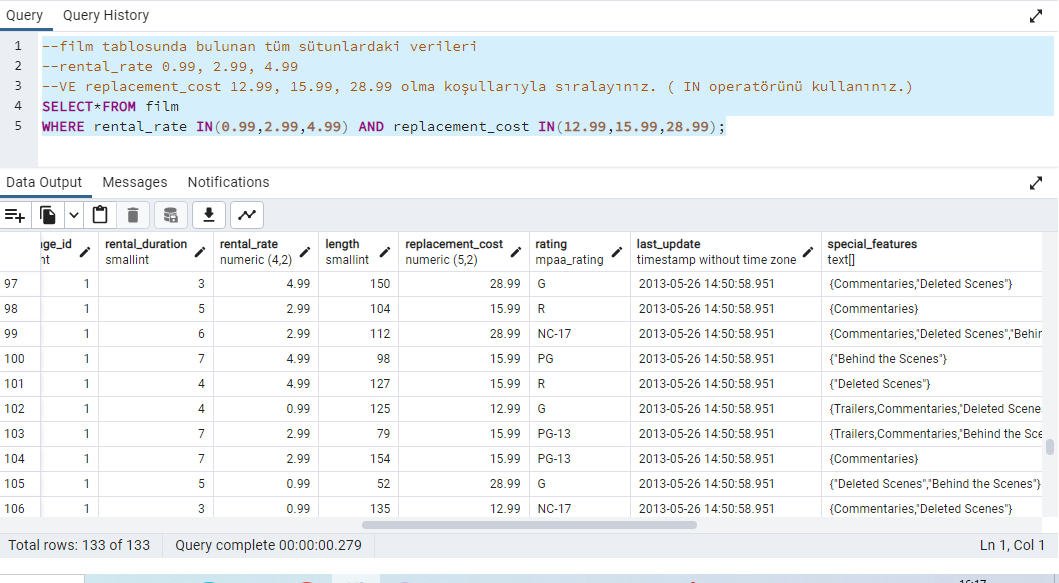 Query Query History
1 --film tablosunda bulunan tüm sütunlardaki verileri
2 --rental_rate 0.99, 2.99, 4.99
3 --VE replacement_cost 12.99, 15.99, 28.99 olma koşullarıyla sıralayınız. ( IN operatörünü kullanınız.)
4 SELECT*FROM film
5 WHERE rental_rate IN(0.99,2.99,4.99) AND replacement_cost IN(12.99,15.99,28.99);
Data Output Messages Notifications
ge_id rental_duration rental_rate length replacement_cost rating last_update special_features
nt smallint numeric (4,2) smallint numeric (5,2) mpaa_rating timestamp without time zone text[]
97 1 3 4.99 150 28.99 G 2013-05-26 14:50:58.951 {Commentaries,"Deleted Scenes"}
98 1 5 2.99 104 15.99 R 2013-05-26 14:50:58.951 {Commentaries}
99 1 6 2.99 112 28.99 NC-17 2013-05-26 14:50:58.951 {Commentaries,"Deleted Scenes","Behin
100 1 7 4.99 98 15.99 PG 2013-05-26 14:50:58.951 {"Behind the Scenes"}
101 1 4 4.99 127 15.99 R 2013-05-26 14:50:58.951 {"Deleted Scenes"}
102 1 4 0.99 125 12.99 G 2013-05-26 14:50:58.951 {Trailers,Commentaries,"Deleted Scene
103 1 7 2.99 79 15.99 PG-13 2013-05-26 14:50:58.951 {Trailers,Commentaries,"Behind the Sce
104 1 7 2.99 154 15.99 PG-13 2013-05-26 14:50:58.951 {Commentaries}
105 1 5 0.99 52 28.99 G 2013-05-26 14:50:58.951 {"Deleted Scenes","Behind the Scenes"}
106 1 3 0.99 135 12.99 NC-17 2013-05-26 14:50:58.951 {Commentaries,"Deleted Scenes"}
Total rows: 133 of 133 Query complete 00:00:00.279 Ln 1, Col 1